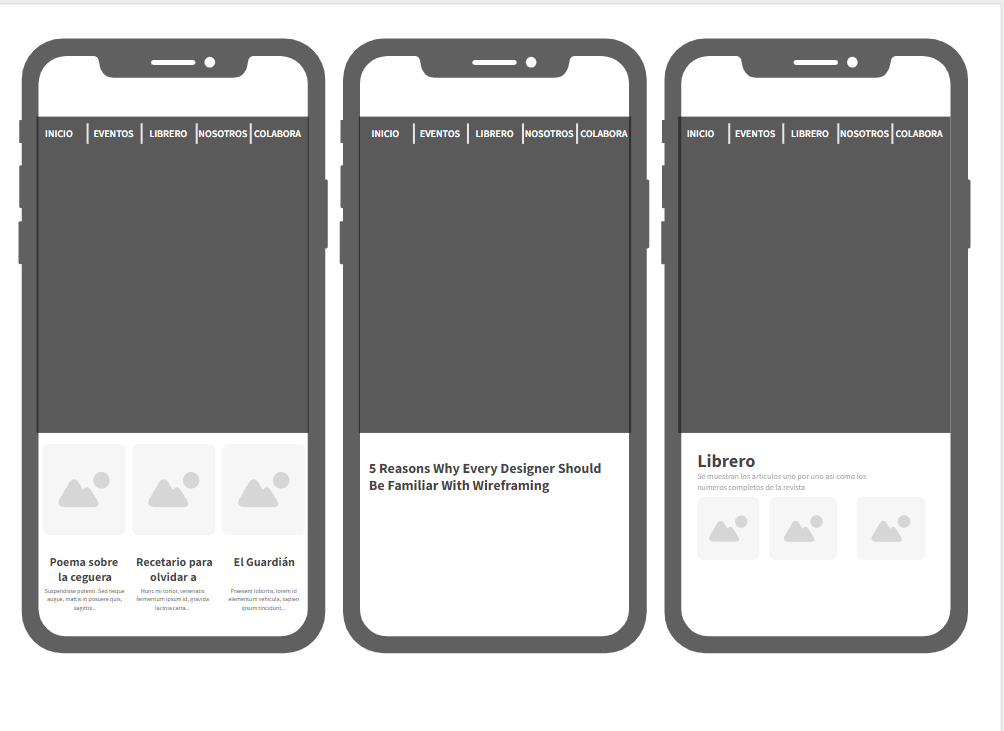 INICIO EVENTOS LIBRERO NOSOTROS COLABORA
Poema sobre
la ceguera
Suspendisse potenti. Sed neque
augue, mattis in posuere quis,
sagittis...
Recetario para
olvidar a
Nunc mi tortor, venenatis
fermentum ipsum id, gravida
lacinia carta...
El Guardián
Praesent lobortis, lorem id
elementum vehicula, sapien
ipsum tincidunt...
INICIO EVENTOS LIBRERO NOSOTROS COLABORA
5 Reasons Why Every Designer Should
Be Familiar With Wireframing
INICIO EVENTOS LIBRERO NOSOTROS COLABORA
Librero
Se muestran los articulos uno por uno asi como los
numeros completos de la revista